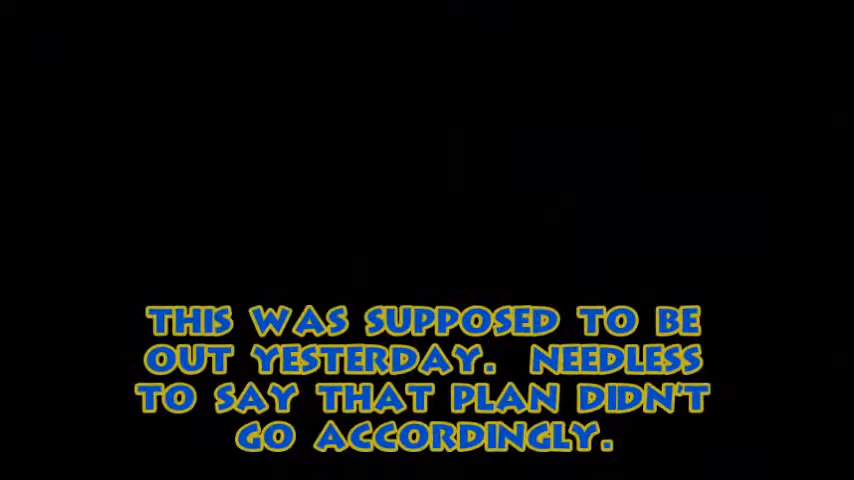 THIS WAS SUPPOSED TO BE
OUT YESTERDAY. NEEDLESS
TO SAY THAT PLAN DIDN'T
GO ACCORDINGLY.